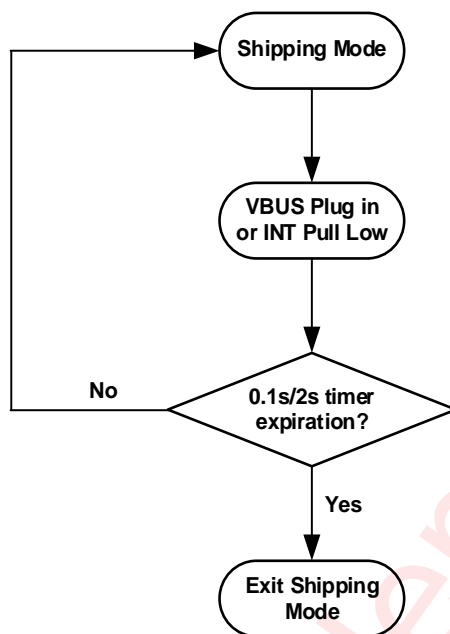 Shipping Mode
VBUS Plug in
or INT Pull Low
0.1s/2s timer
expiration?
No
Yes
Exit Shipping
Mode